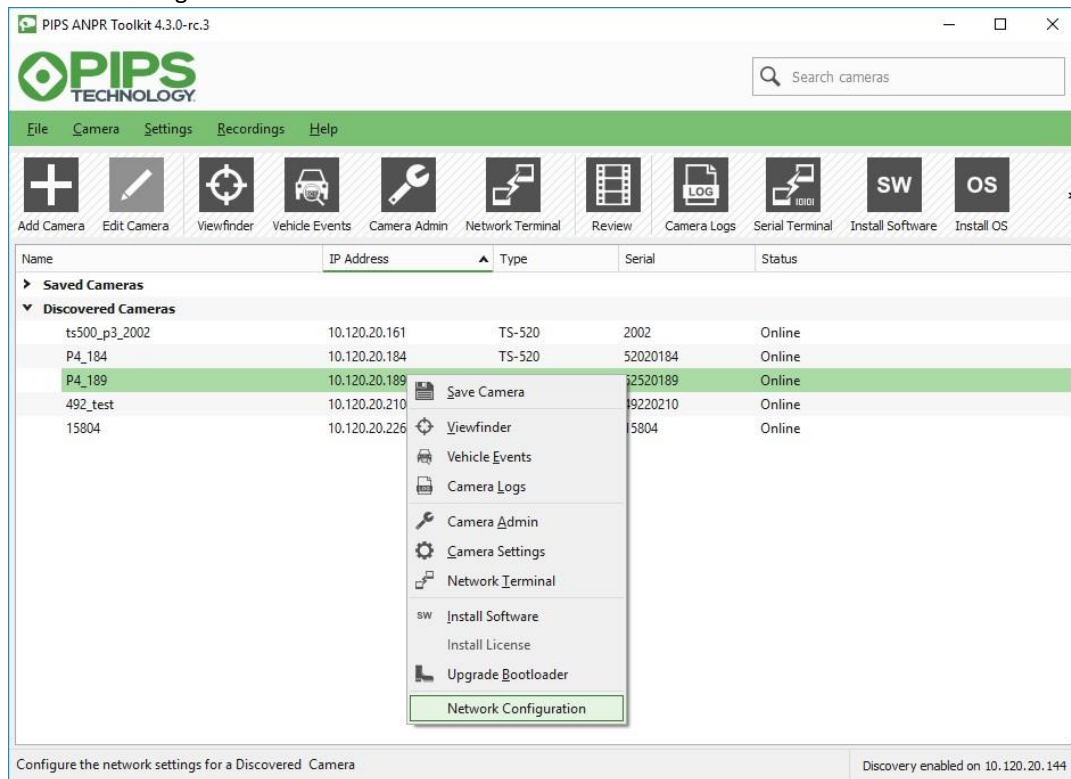 PIPS ANPR Toolkit 4.3.0-rc.3
PIPS
TECHNOLOGY
Search cameras
File Camera Settings Recordings Help
LOG
IOIOI
SW
OS
Add Camera Edit Camera Viewfinder Vehicle Events Camera Admin Network Terminal Review Camera Logs Serial Terminal Install Software Install OS
Name IP Address Type Serial Status
Saved Cameras
Discovered Cameras
ts500_p3_2002 10.120.20.161 TS-520 2002 Online
P4_184 10.120.20.184 TS-520 52020184 Online
P4_189 10.120.20.189 52520189 Online
492_test 10.120.20.210 49220210 Online
15804 10.120.20.226 15804 Online
Save Camera
Viewfinder
Vehicle Events
Camera Logs
Camera Admin
Camera Settings
Network Terminal
SW Install Software
Install License
Upgrade Bootloader
Network Configuration
Configure the network settings for a Discovered Camera
Discovery enabled on 10.120.20.144